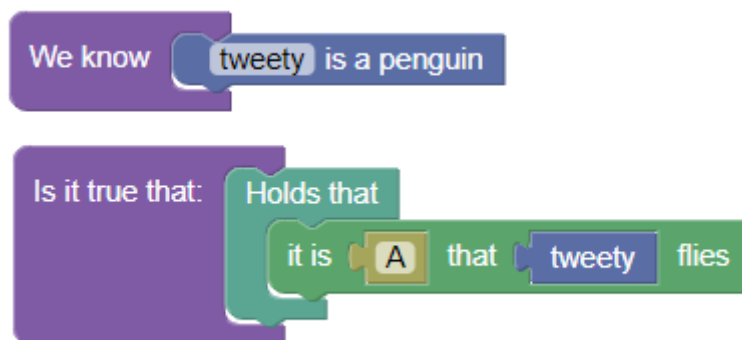 We know tweety is a penguin
Is it true that: Holds that
it is A that tweety flies